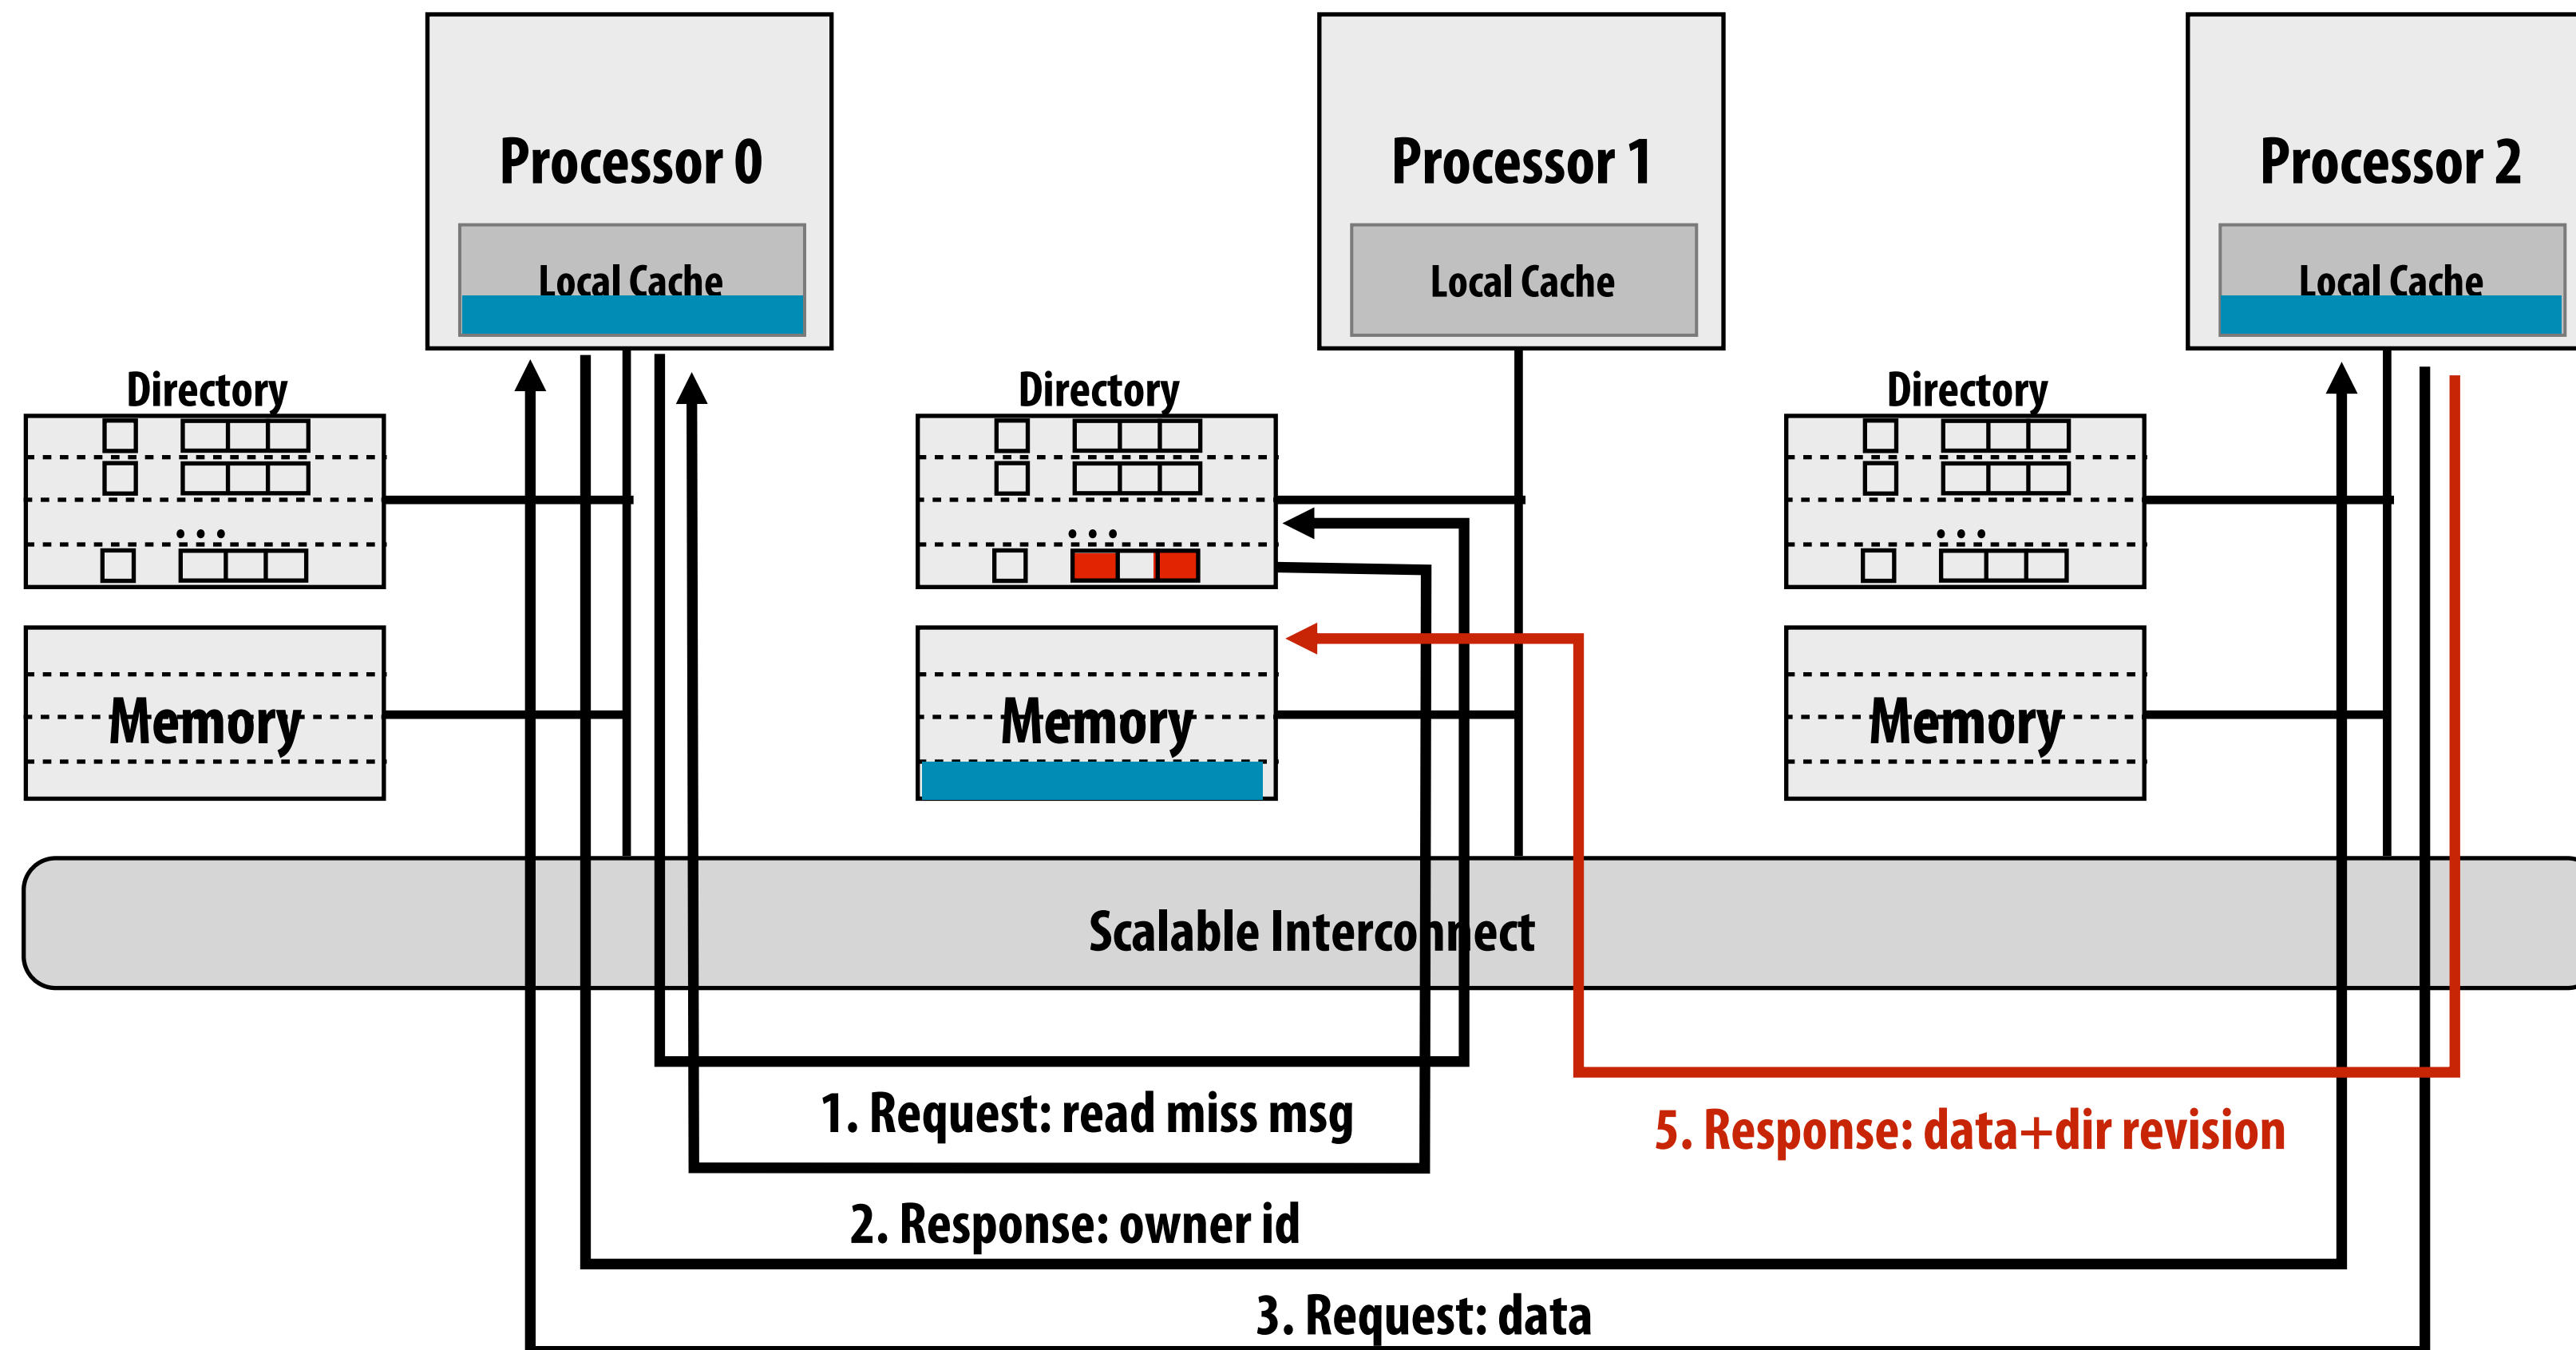 Processor 0
Processor 1
Processor 2
Local Cache
Local Cache
Local Cache
Directory
Directory
Directory
...
...
...
Memory
Memory
Memory
Scalable Interconnect
1. Request: read miss msg
5. Response: data+dir revision
2. Response: owner id
3. Request: data